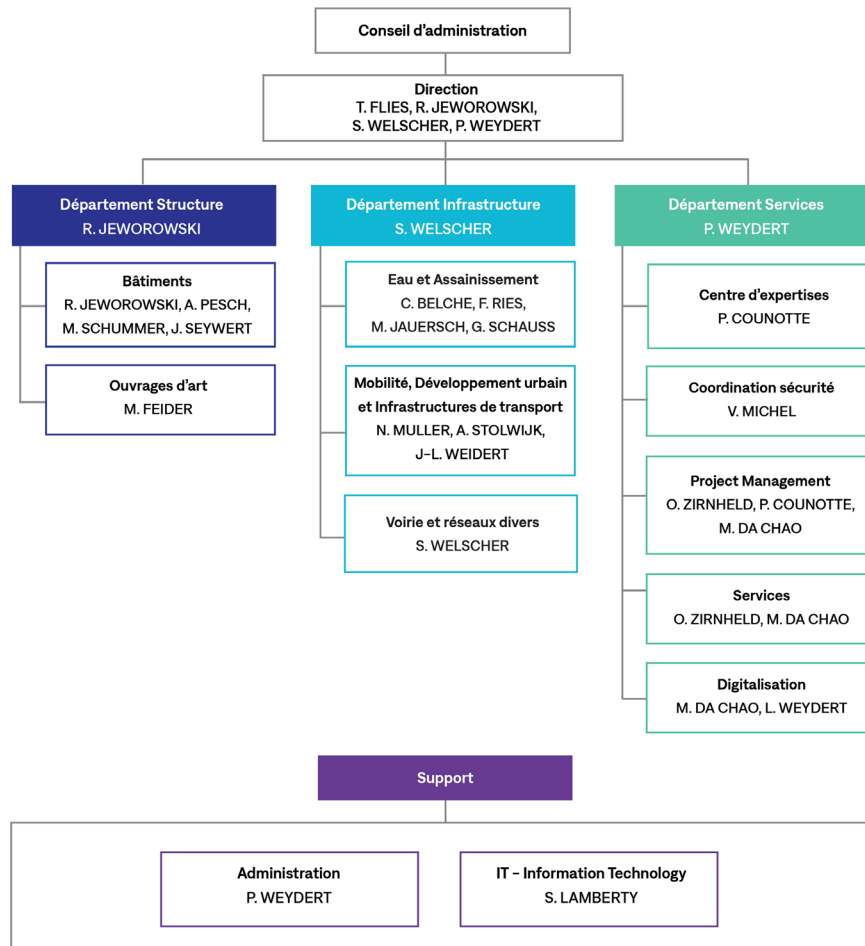 Conseil d'administration
Direction
T. FLIES, R. JEWOROWSKI,
S. WELSCHER, P. WEYDERT
Département Structure
R. JEWOROWSKI
Bâtiments
R. JEWOROWSKI, A. PESCH,
M. SCHUMMER, J. SEYWERT
Ouvrages d'art
M. FEIDER
Département Infrastructure
S. WELSCHER
Eau et Assainissement
C. BELCHE, F. RIES,
M. JAUERSCH, G. SCHAUSS
Mobilité, Développement urbain
et Infrastructures de transport
N. MULLER, A. STOLWIJK,
J-L. WEIDERT
Voirie et réseaux divers
S. WELSCHER
Département Services
P. WEYDERT
Centre d'expertises
P. COUNOTTE
Coordination sécurité
V. MICHEL
Project Management
O. ZIRNHELD, P. COUNOTTE,
M. DA CHAO
Services
O. ZIRNHELD, M. DA CHAO
Digitalisation
M. DA CHAO, L. WEYDERT
Support
Administration
P. WEYDERT
IT - Information Technology
S. LAMBERTY